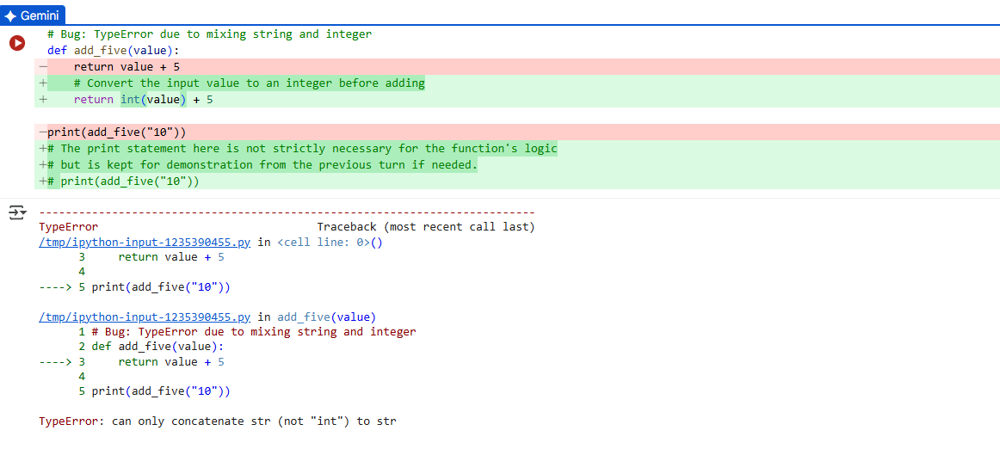 Gemini
# Bug: TypeError due to mixing string and integer
def add_five(value):
-    return value + 5
+    # Convert the input value to an integer before adding
+    return int(value) + 5

-print(add_five("10"))
+# The print statement here is not strictly necessary for the function's logic
+# but is kept for demonstration from the previous turn if needed.
+# print(add_five("10"))
---------------------------------------------------------------------------
TypeError                                 Traceback (most recent call last)
/tmp/ipython-input-1235390455.py in <cell line: 0>()
      3     return value + 5
      4
----> 5 print(add_five("10"))

/tmp/ipython-input-1235390455.py in add_five(value)
      1 # Bug: TypeError due to mixing string and integer
      2 def add_five(value):
----> 3     return value + 5
      4
      5 print(add_five("10"))

TypeError: can only concatenate str (not "int") to str